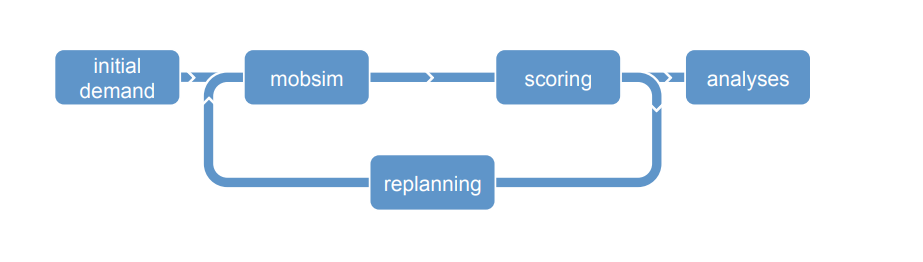 initial
demand
mobsim
scoring
analyses
replanning